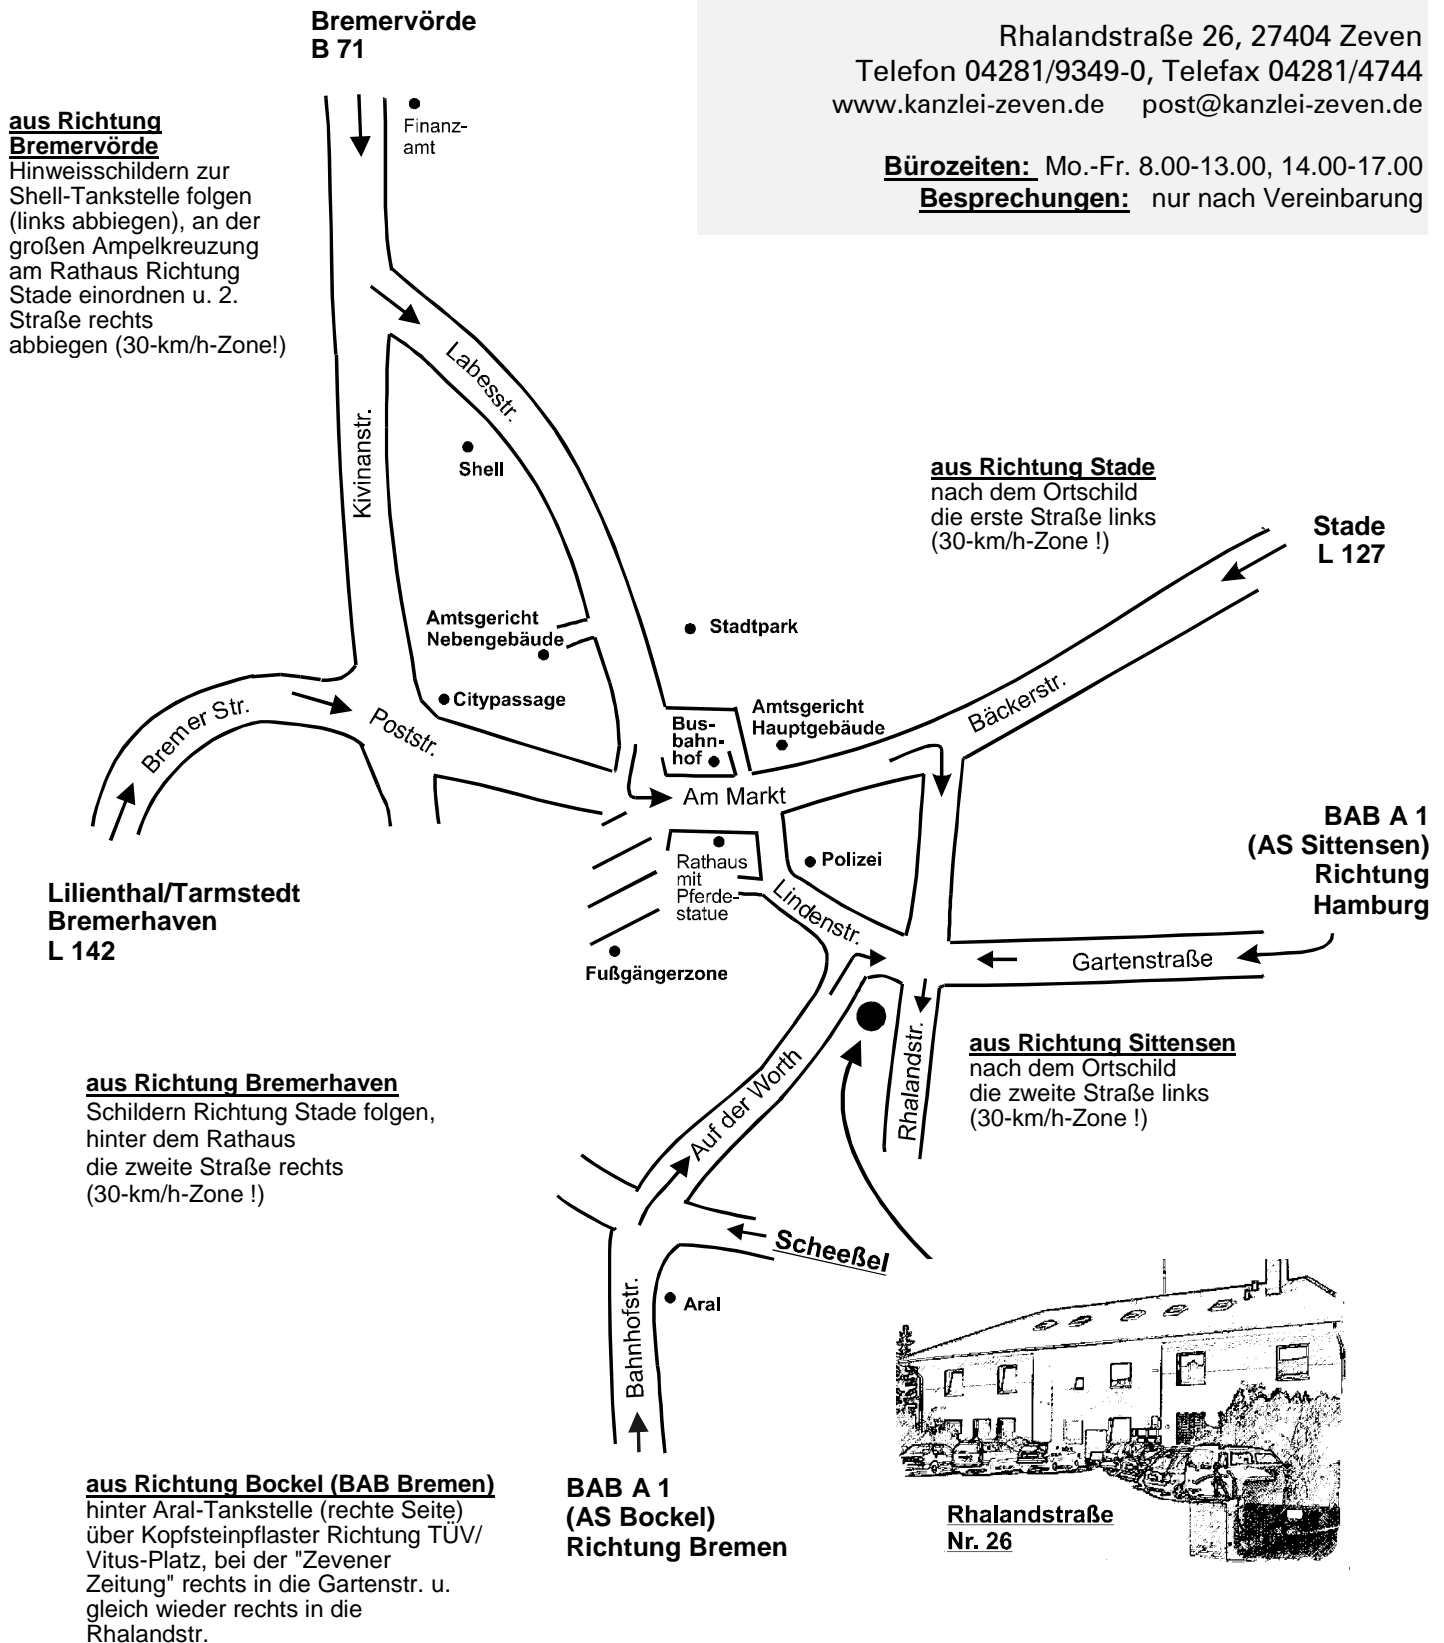 Bremervörde
B 71
Rhalandstraße 26, 27404 Zeven
Telefon 04281/9349-0, Telefax 04281/4744
www.kanzlei-zeven.de post@kanzlei-zeven.de
Bürozeiten: Mo.-Fr. 8.00-13.00, 14.00-17.00
Besprechungen: nur nach Vereinbarung
aus Richtung
Bremervörde
Hinweisschildern zur
Shell-Tankstelle folgen
(links abbiegen), an der
großen Ampelkreuzung
am Rathaus Richtung
Stade einordnen u. 2.
Straße rechts
abbiegen (30-km/h-Zone!)
Finanz-
amt
Labesstr.
Kivinanstr.
Shell
aus Richtung Stade
nach dem Ortschild
die erste Straße links
(30-km/h-Zone !)
Stade
L 127
Amtsgericht
Nebengebäude
Stadtpark
Citypassage
Bremer Str.
Poststr.
Bus-
bahn-
hof
Amtsgericht
Hauptgebäude
Bäckerstr.
Am Markt
BAB A 1
(AS Sittensen)
Richtung
Hamburg
Rathaus
mit
Pferde-
statue
Polizei
Lindenstr.
Lilienthal/Tarmstedt
Bremerhaven
L 142
Fußgängerzone
Gartenstraße
Rhalandstr.
aus Richtung Sittensen
nach dem Ortschild
die zweite Straße links
(30-km/h-Zone !)
aus Richtung Bremerhaven
Schildern Richtung Stade folgen,
hinter dem Rathaus
die zweite Straße rechts
(30-km/h-Zone !)
Auf der Worth
Scheeßel
Bahnhofstr.
Aral
aus Richtung Bockel (BAB Bremen)
hinter Aral-Tankstelle (rechte Seite)
über Kopfsteinpflaster Richtung TÜV/
Vitus-Platz, bei der "Zevener
Zeitung" rechts in die Gartenstr. u.
gleich wieder rechts in die
Rhalandstr.
BAB A 1
(AS Bockel)
Richtung Bremen
Rhalandstraße
Nr. 26